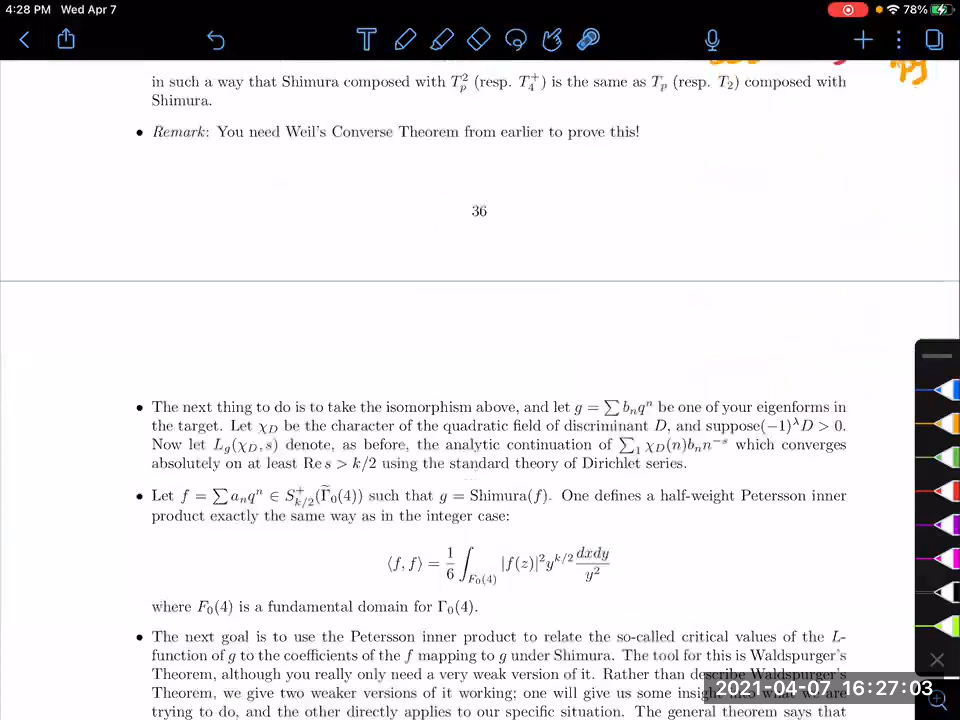 4:28 PM Wed Apr 7
78%
in such a way that Shimura composed with T_p^2 (resp. T_4^+) is the same as T_p (resp. T_2) composed with
Shimura.
• Remark: You need Weil's Converse Theorem from earlier to prove this!
36
• The next thing to do is to take the isomorphism above, and let g = ∑ b_n q^n be one of your eigenforms in
the target. Let χ_D be the character of the quadratic field of discriminant D, and suppose(−1)^λ D > 0.
Now let L_g(χ_D, s) denote, as before, the analytic continuation of ∑_1 χ_D(n)b_n n^{−s} which converges
absolutely on at least Re s > k/2 using the standard theory of Dirichlet series.
• Let f = ∑ a_n q^n ∈ S^+_{k/2}(Γ̃_0(4)) such that g = Shimura(f). One defines a half-weight Petersson inner
product exactly the same way as in the integer case:
⟨f, f⟩ = 1/6 ∫_{F_0(4)} |f(z)|^2 y^{k/2} dxdy/y^2
where F_0(4) is a fundamental domain for Γ_0(4).
• The next goal is to use the Petersson inner product to relate the so-called critical values of the L-
function of g to the coefficients of the f mapping to g under Shimura. The tool for this is Waldspurger's
Theorem, although you really only need a very weak version of it. Rather than describe Waldspurger's
Theorem, we give two weaker versions of it working; one will give us some insight into what we are
trying to do, and the other directly applies to our specific situation. The general theorem says that
2021-04-07 16:27:03